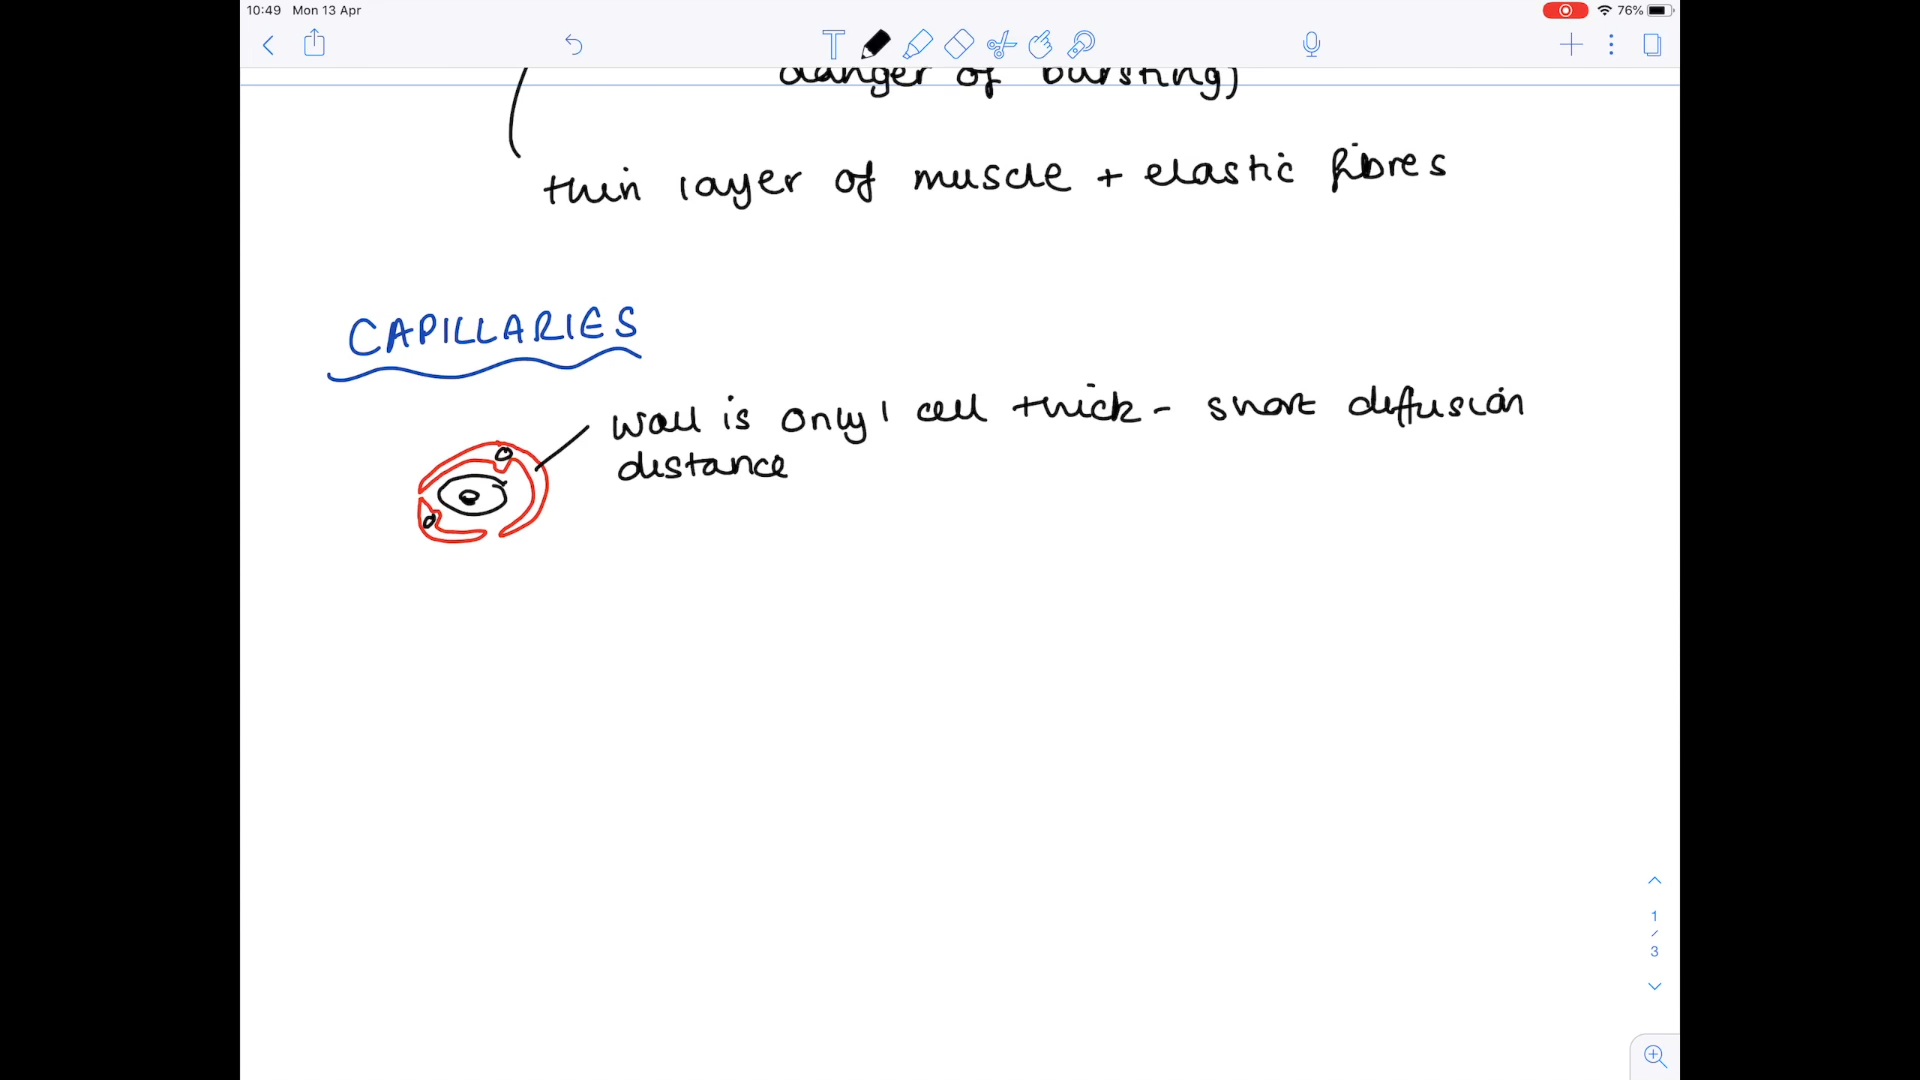 10:49 Mon 13 Apr
76%
danger of bursting)
thin layer of muscle + elastic fibres
CAPILLARIES
wall is only 1 cell thick - short diffusion
distance
1
/
3